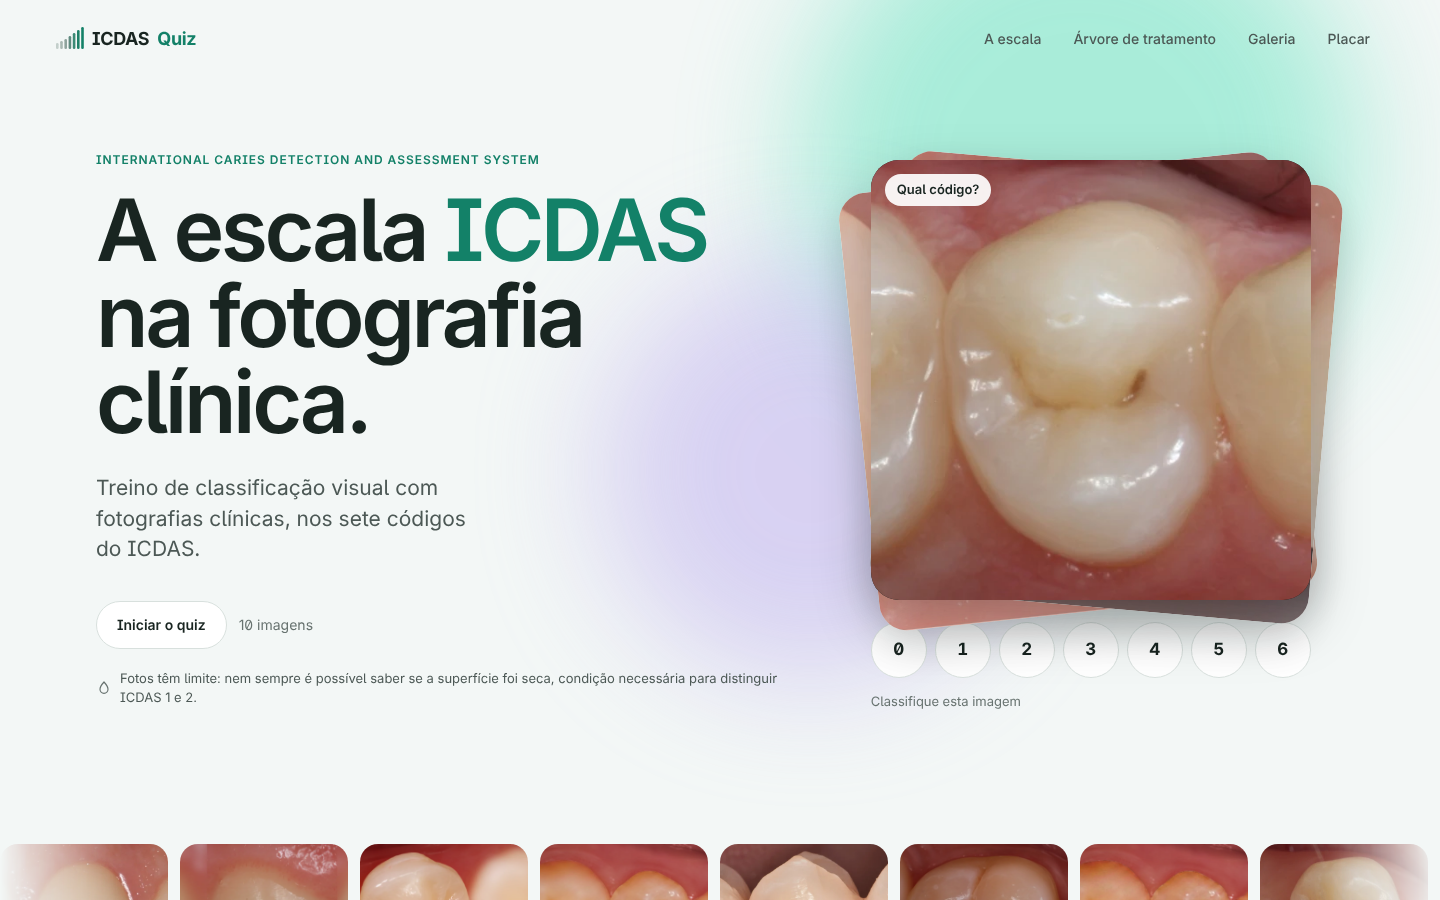 ICDAS Quiz
A escala
Árvore de tratamento
Galeria
Placar
INTERNATIONAL CARIES DETECTION AND ASSESSMENT SYSTEM
A escala ICDAS
na fotografia
clínica.
Treino de classificação visual com
fotografias clínicas, nos sete códigos
do ICDAS.
Iniciar o quiz
10 imagens
Fotos têm limite: nem sempre é possível saber se a superfície foi seca, condição necessária para distinguir
ICDAS 1 e 2.
Qual código?
0 1 2 3 4 5 6
Classifique esta imagem